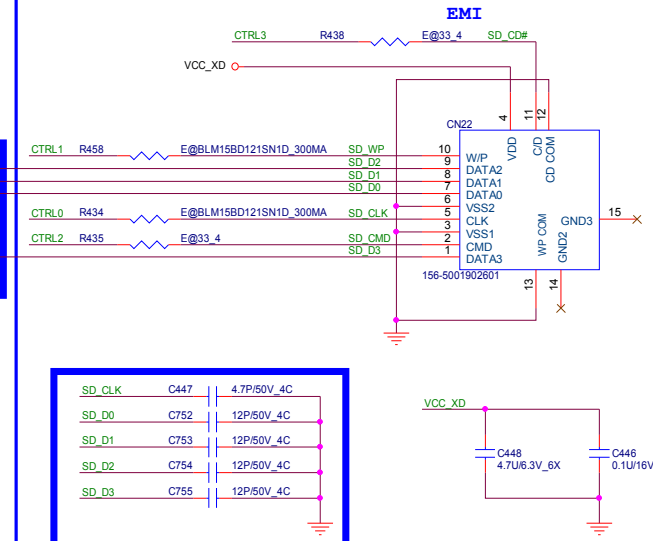 EMI
CTRL3 R438 E@33_4 SD_CD#
VCC_XD
4 11 12
CN22
VDD C/D CD COM
CTRL1 R458 E@BLM15BD121SN1D_300MA SD_WP 10 W/P
SD_D2 9 DATA2
SD_D1 8 DATA1
SD_D0 7 DATA0
6 VSS2
CTRL0 R434 E@BLM15BD121SN1D_300MA SD_CLK 5 CLK GND3 15
3 VSS1
CTRL2 R435 E@33_4 SD_CMD 2 CMD
SD_D3 1 DATA3
WP COM GND2
156-5001902601
13 14
SD_CLK C447 4.7P/50V_4C
SD_D0 C752 12P/50V_4C
SD_D1 C753 12P/50V_4C
SD_D2 C754 12P/50V_4C
SD_D3 C755 12P/50V_4C
VCC_XD
C448
4.7U/6.3V_6X
C446
0.1U/16V